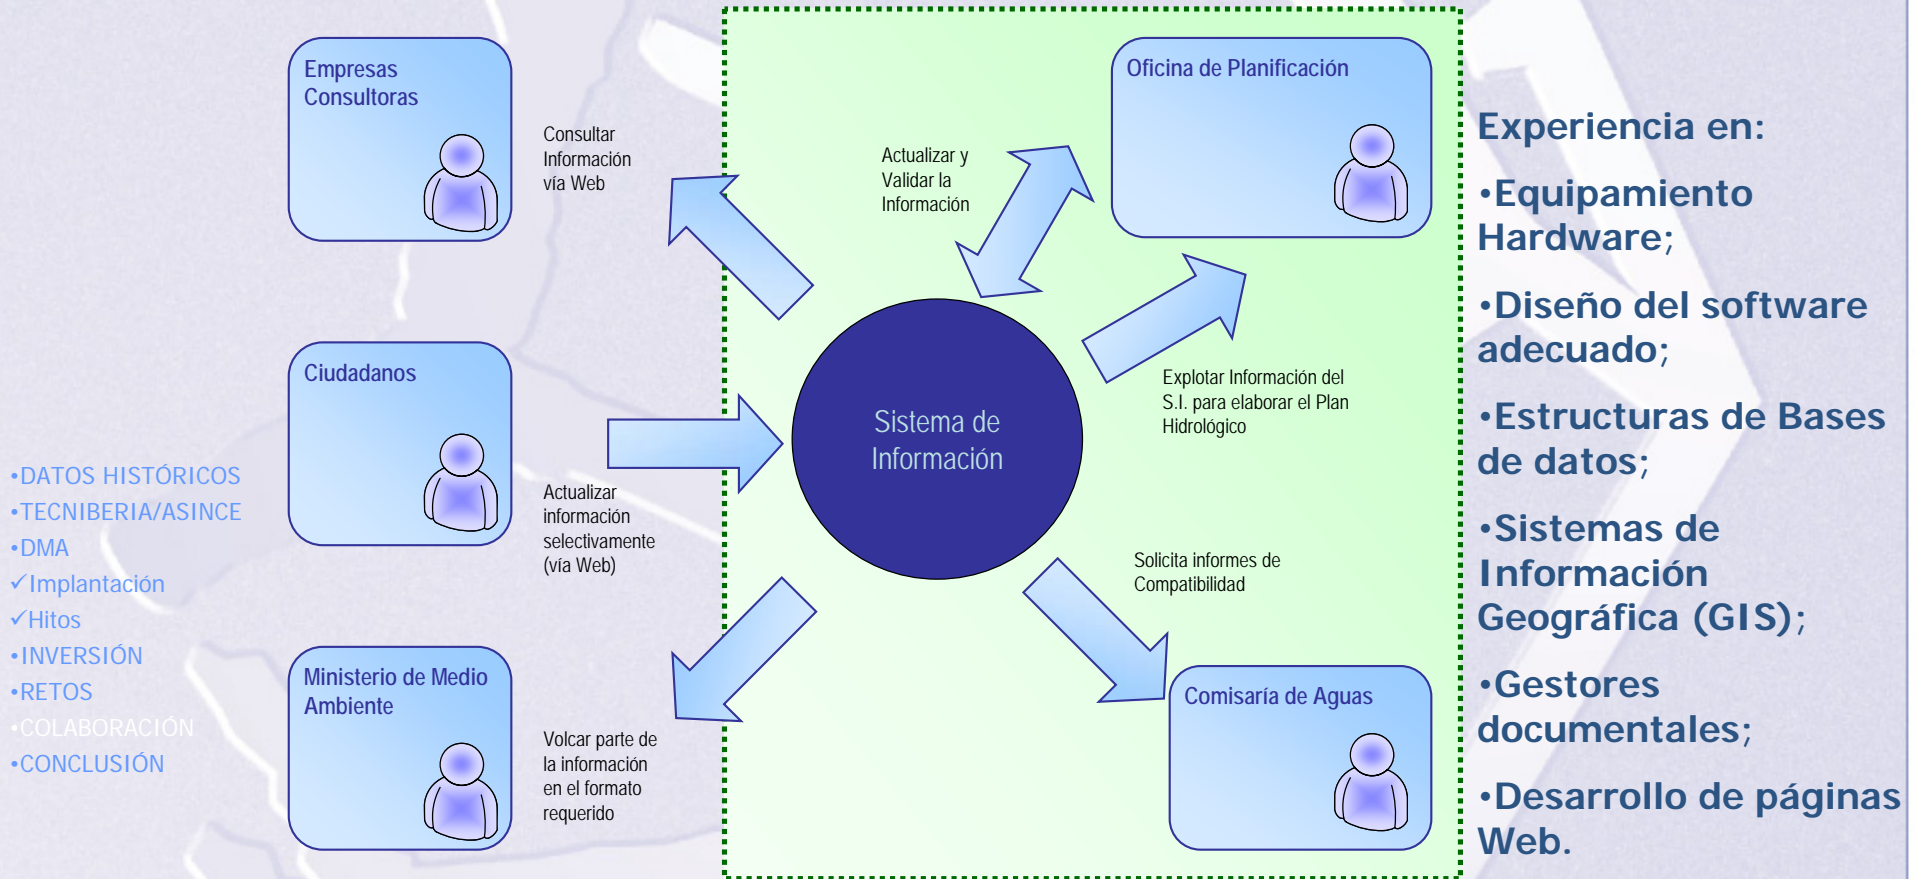 •DATOS HISTÓRICOS
•TECNIBERIA/ASINCE
•DMA
✓Implantación
✓Hitos
•INVERSIÓN
•RETOS
•COLABORACIÓN
•CONCLUSIÓN
Empresas
Consultoras
Consultar
Información
vía Web
Ciudadanos
Actualizar
información
selectivamente
(vía Web)
Ministerio de Medio
Ambiente
Volcar parte de
la información
en el formato
requerido
Sistema de
Información
Actualizar y
Validar la
Información
Oficina de Planificación
Explotar Información del
S.I. para elaborar el Plan
Hidrológico
Solicita informes de
Compatibilidad
Comisaría de Aguas
Experiencia en:
•Equipamiento
Hardware;
•Diseño del software
adecuado;
•Estructuras de Bases
de datos;
•Sistemas de
Información
Geográfica (GIS);
•Gestores
documentales;
•Desarrollo de páginas
Web.